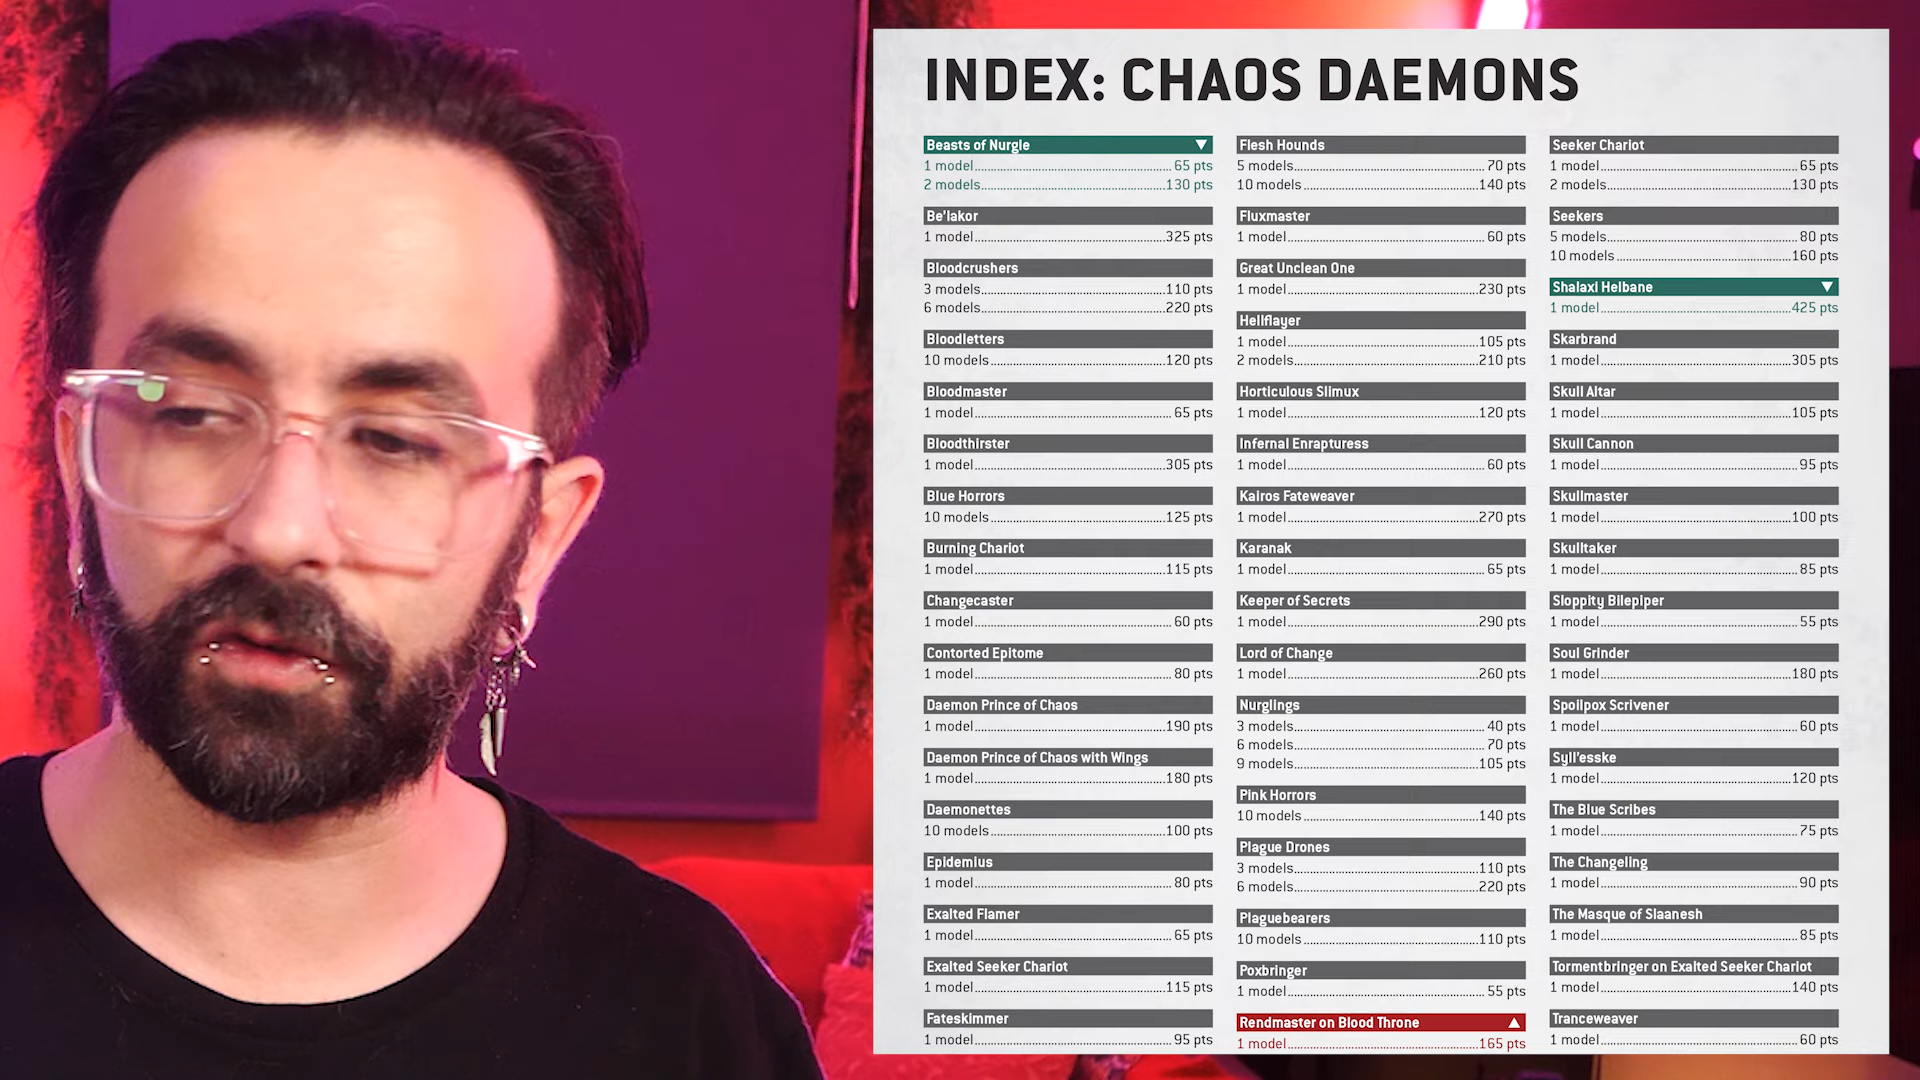 INDEX: CHAOS DAEMONS
Beasts of Nurgle ▼
1 model 65 pts
2 models 130 pts
Be'lakor
1 model 325 pts
Bloodcrushers
3 models 110 pts
6 models 220 pts
Bloodletters
10 models 120 pts
Bloodmaster
1 model 65 pts
Bloodthirster
1 model 305 pts
Blue Horrors
10 models 125 pts
Burning Chariot
1 model 115 pts
Changecaster
1 model 60 pts
Contorted Epitome
1 model 80 pts
Daemon Prince of Chaos
1 model 190 pts
Daemon Prince of Chaos with Wings
1 model 180 pts
Daemonettes
10 models 100 pts
Epidemius
1 model 80 pts
Exalted Flamer
1 model 65 pts
Exalted Seeker Chariot
1 model 115 pts
Fateskimmer
1 model 95 pts
Flesh Hounds
5 models 70 pts
10 models 140 pts
Fluxmaster
1 model 60 pts
Great Unclean One
1 model 230 pts
Hellflayer
1 model 105 pts
2 models 210 pts
Horticulous Slimux
1 model 120 pts
Infernal Enrapturess
1 model 60 pts
Kairos Fateweaver
1 model 270 pts
Karanak
1 model 65 pts
Keeper of Secrets
1 model 290 pts
Lord of Change
1 model 260 pts
Nurglings
3 models 40 pts
6 models 70 pts
9 models 105 pts
Pink Horrors
10 models 140 pts
Plague Drones
3 models 110 pts
6 models 220 pts
Plaguebearers
10 models 110 pts
Poxbringer
1 model 55 pts
Rendmaster on Blood Throne ▲
1 model 165 pts
Seeker Chariot
1 model 65 pts
2 models 130 pts
Seekers
5 models 80 pts
10 models 160 pts
Shalaxi Helbane ▼
1 model 425 pts
Skarbrand
1 model 305 pts
Skull Altar
1 model 105 pts
Skull Cannon
1 model 95 pts
Skullmaster
1 model 100 pts
Skulltaker
1 model 85 pts
Sloppity Bilepiper
1 model 55 pts
Soul Grinder
1 model 180 pts
Spoilpox Scrivener
1 model 60 pts
Syll'esske
1 model 120 pts
The Blue Scribes
1 model 75 pts
The Changeling
1 model 90 pts
The Masque of Slaanesh
1 model 85 pts
Tormentbringer on Exalted Seeker Chariot
1 model 140 pts
Tranceweaver
1 model 60 pts